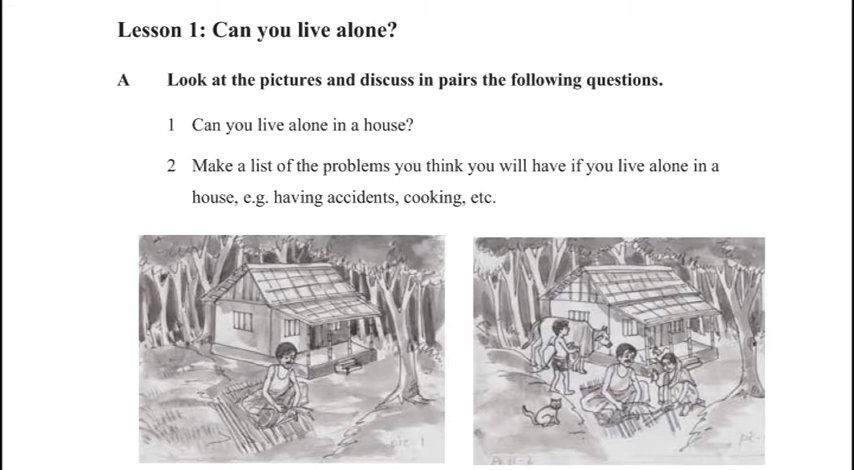 Lesson 1: Can you live alone?
A Look at the pictures and discuss in pairs the following questions.
1 Can you live alone in a house?
2 Make a list of the problems you think you will have if you live alone in a
house, e.g. having accidents, cooking, etc.
pic-1